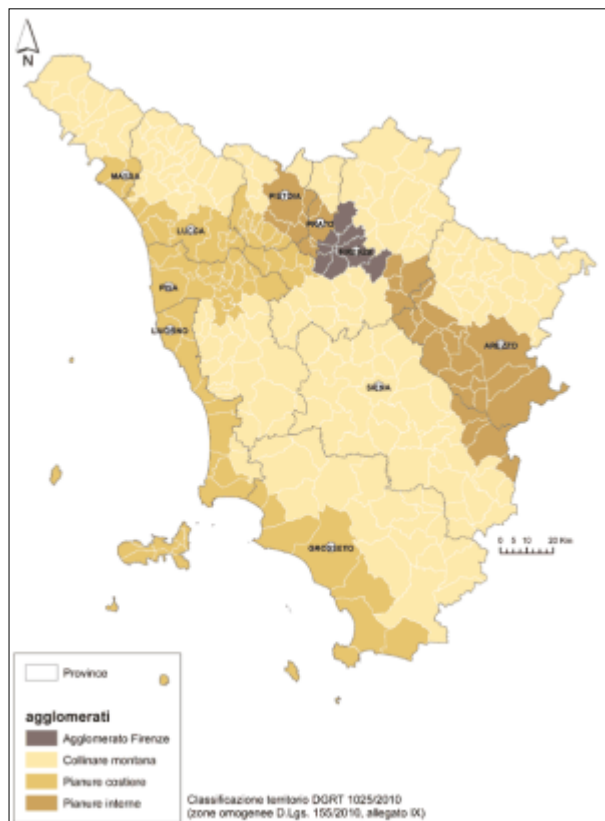 N
MASSA
PISTOIA
PRATO
LUCCA
FIRENZE
PISA
LIVORNO
AREZZO
SIENA
0 5 10 20 Km
GROSSETO
Province
agglomerati
Agglomerato Firenze
Collinare montana
Pianure costiere
Pianure interne
Classificazione territorio DGRT 1025/2010
(zone omogenee D.Lgs. 155/2010, allegato IX)